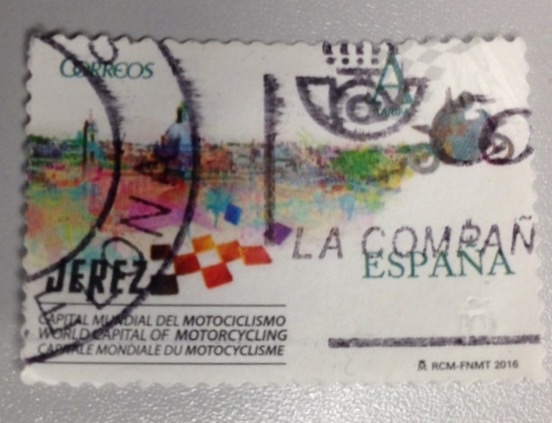 CORREOS
A
LA COMPAÑ
ESPAÑA
JEREZ
CAPITAL MUNDIAL DEL MOTOCICLISMO
WORLD CAPITAL OF MOTORCYCLING
CAPITALE MONDIALE DU MOTOCYCLISME
RCM-FNMT 2016